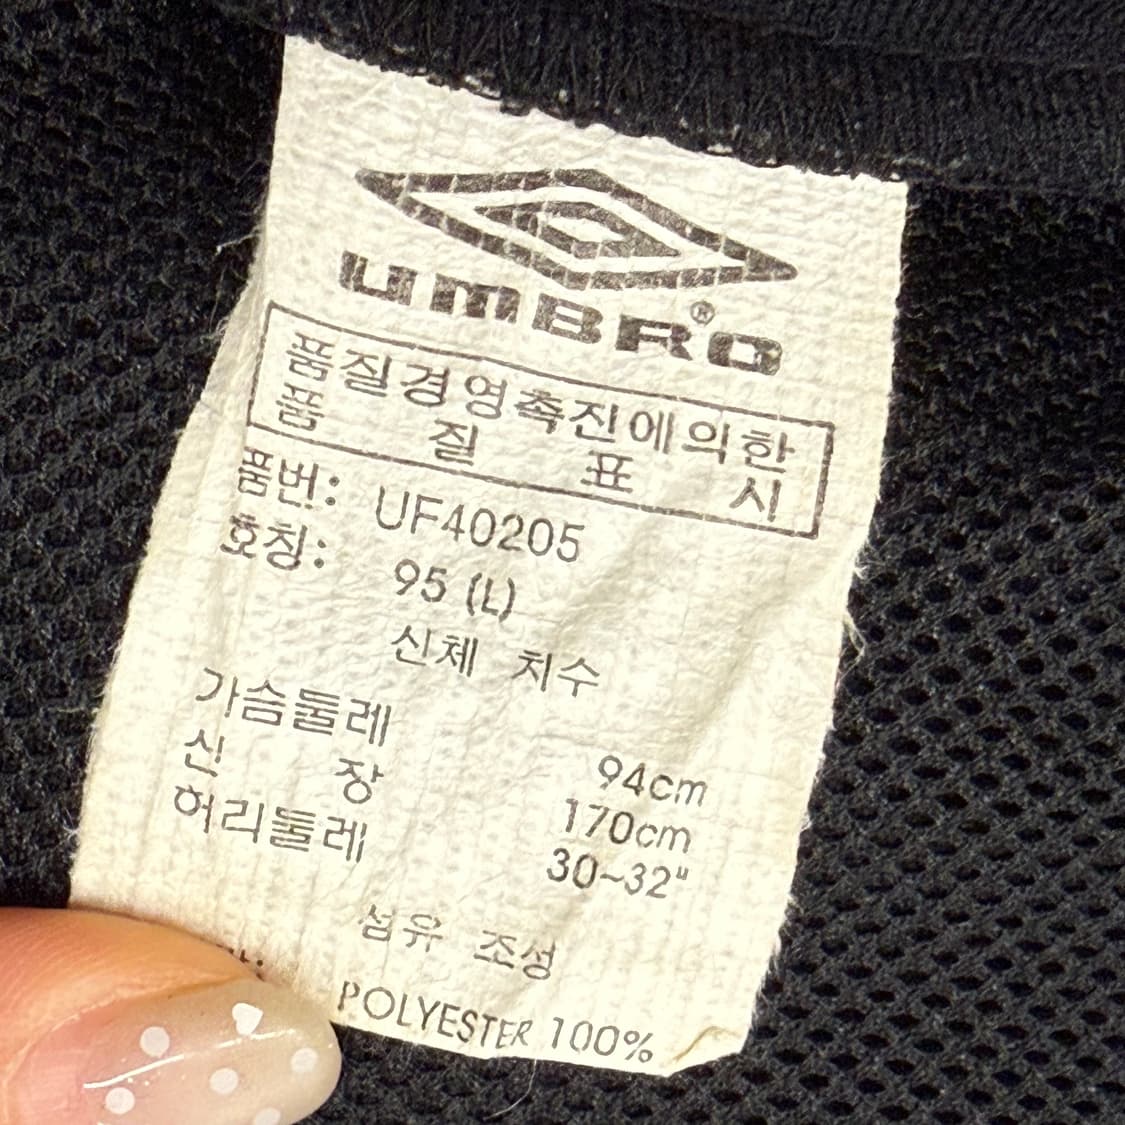 UMBRO®
품질경영촉진에의한
품 질 표 시
품번: UF40205
호칭: 95 (L)
신체 치수
가슴둘레 94cm
신 장 170cm
허리둘레 30~32"
섬유 조성
POLYESTER 100%